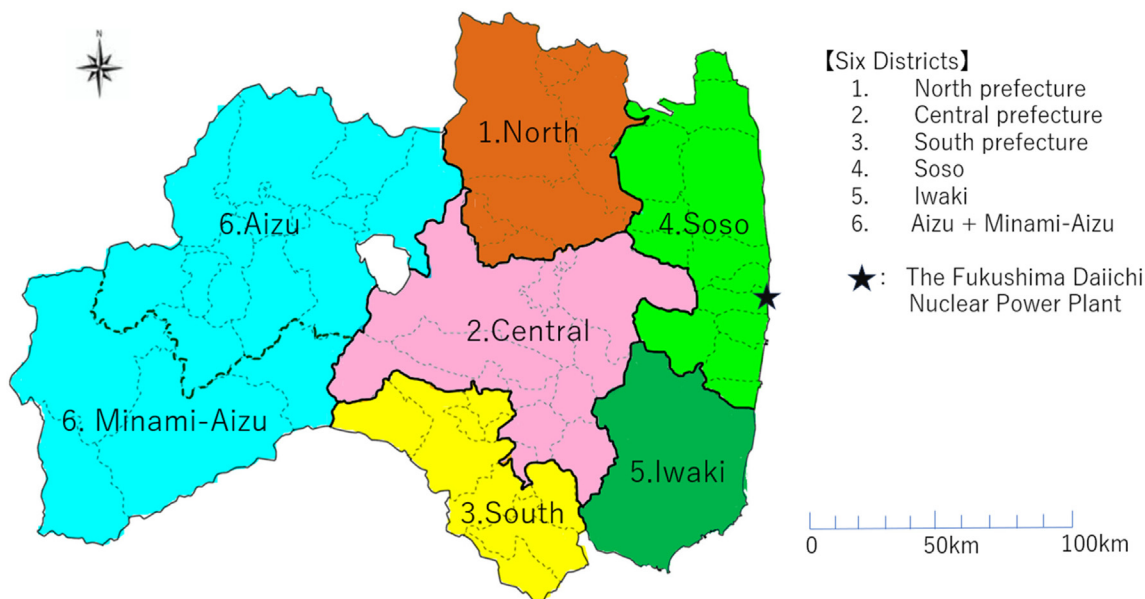 N
1.North
6.Aizu
4.Soso
2.Central
6. Minami-Aizu
5.Iwaki
3.South
【Six Districts】
1. North prefecture
2. Central prefecture
3. South prefecture
4. Soso
5. Iwaki
6. Aizu + Minami-Aizu
★: The Fukushima Daiichi
Nuclear Power Plant
0 50km 100km